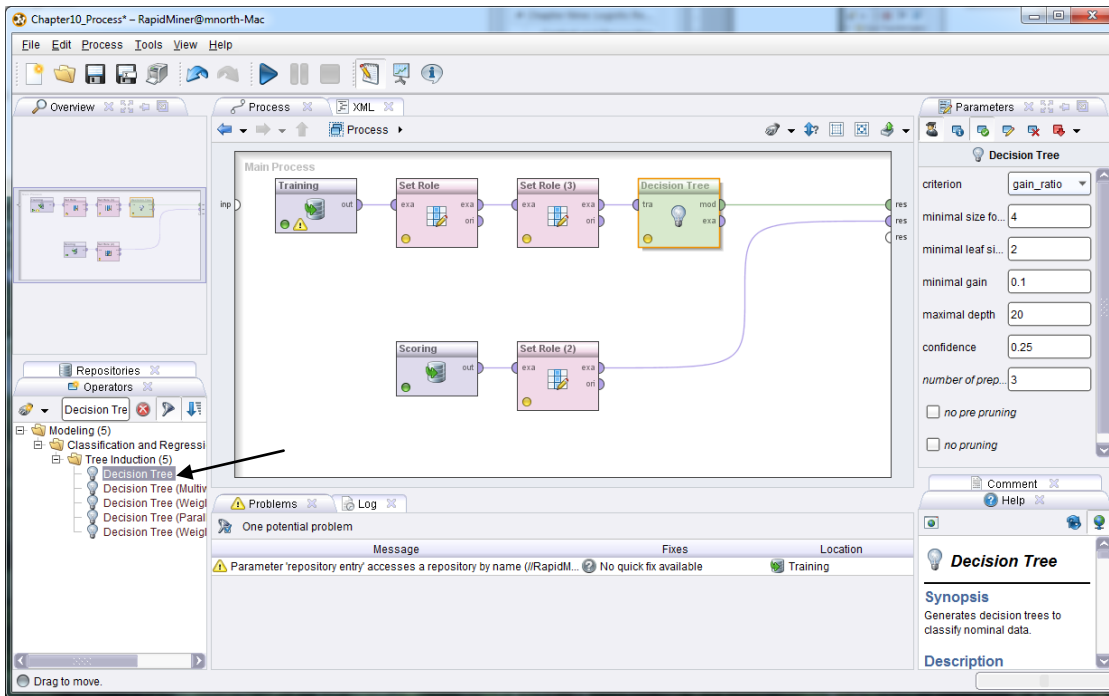 Chapter10_Process* – RapidMiner@mnorth-Mac
File Edit Process Tools View Help
Overview
Process
XML
Parameters
Process
Main Process
inp
Training
out
Set Role
exa
exa
ori
Set Role (3)
exa
exa
ori
Decision Tree
tra
mod
exa
res
res
res
Scoring
out
Set Role (2)
exa
exa
ori
Decision Tree
criterion gain_ratio
minimal size fo... 4
minimal leaf si... 2
minimal gain 0.1
maximal depth 20
confidence 0.25
number of prep... 3
no pre pruning
no pruning
Repositories
Operators
Decision Tre
Modeling (5)
Classification and Regressi
Tree Induction (5)
Decision Tree
Decision Tree (Multiw
Decision Tree (Weigl
Decision Tree (Paral
Decision Tree (Weigl
Problems
Log
One potential problem
Message Fixes Location
Parameter 'repository entry' accesses a repository by name (//RapidM... No quick fix available Training
Comment
Help
Decision Tree
Synopsis
Generates decision trees to
classify nominal data.
Description
Drag to move.